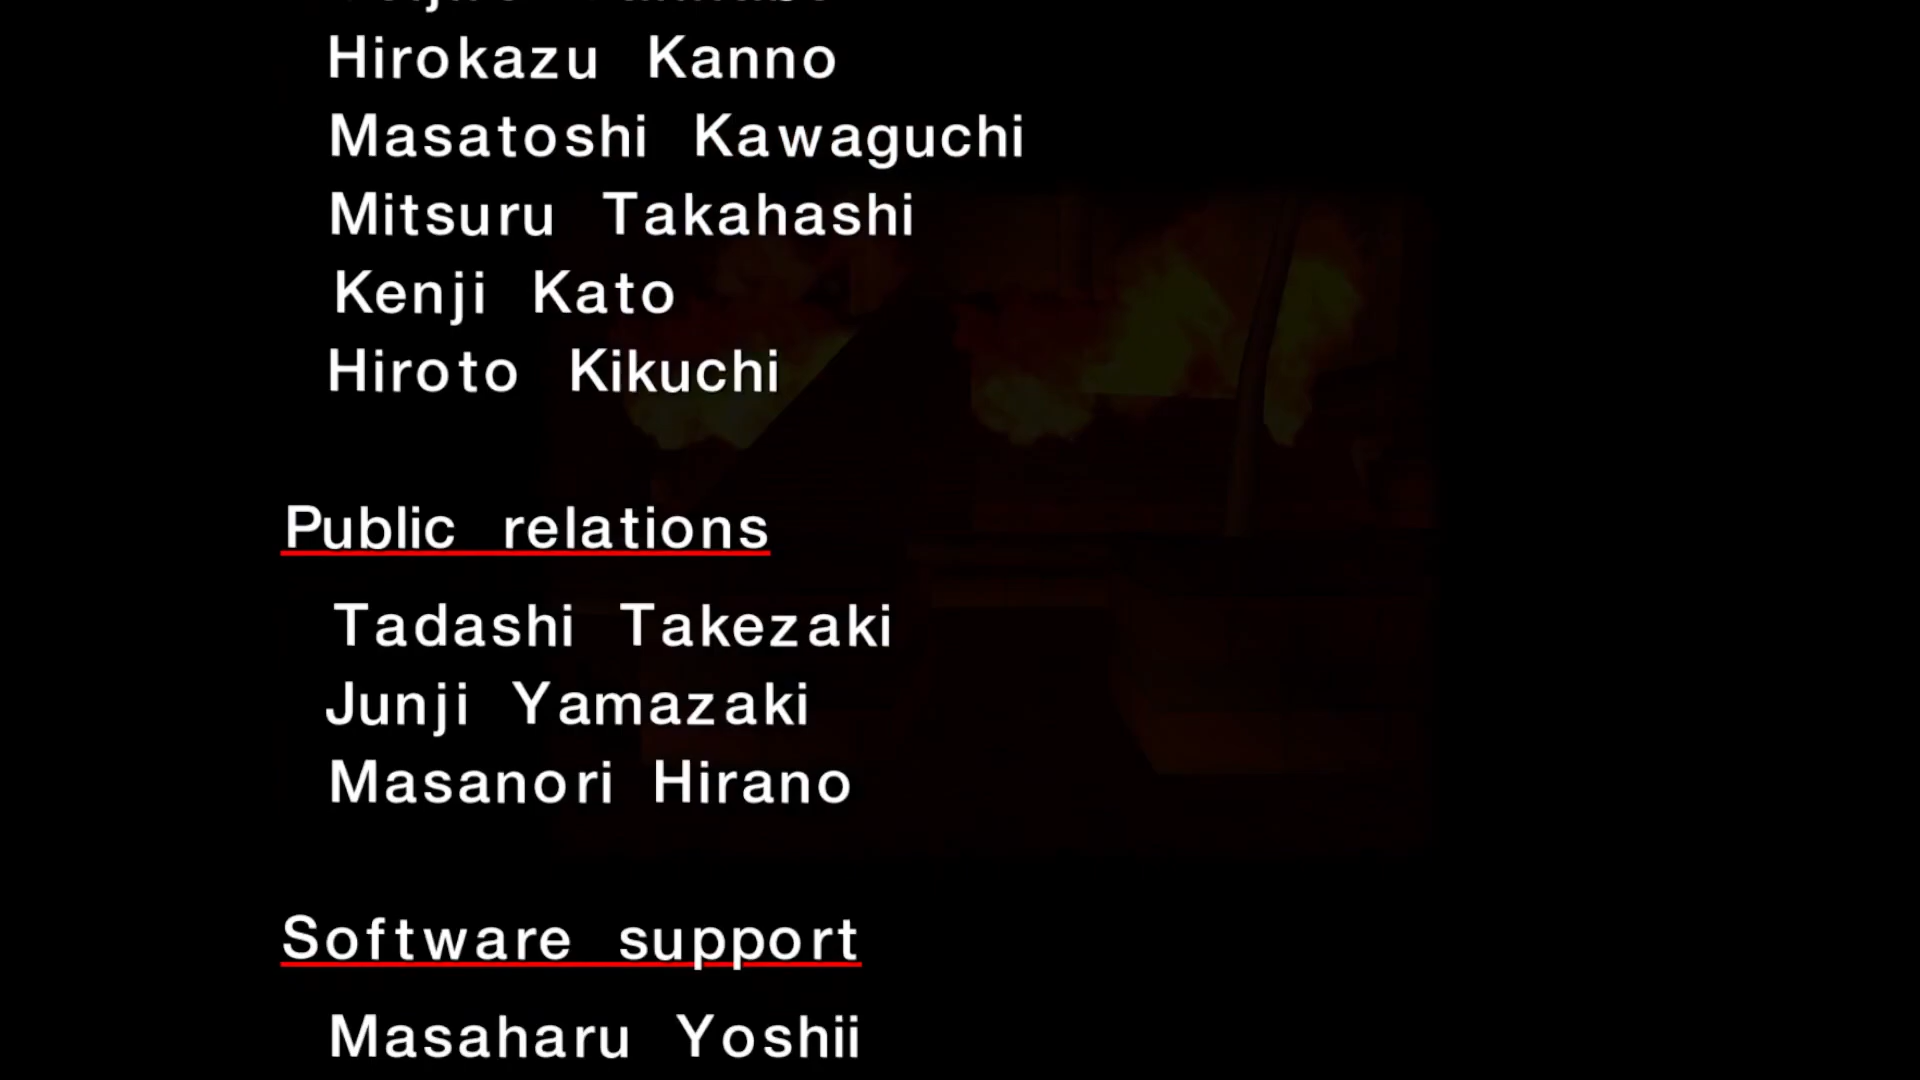 Hirokazu Kanno
Masatoshi Kawaguchi
Mitsuru Takahashi
Kenji Kato
Hiroto Kikuchi
Public relations
Tadashi Takezaki
Junji Yamazaki
Masanori Hirano
Software support
Masaharu Yoshii